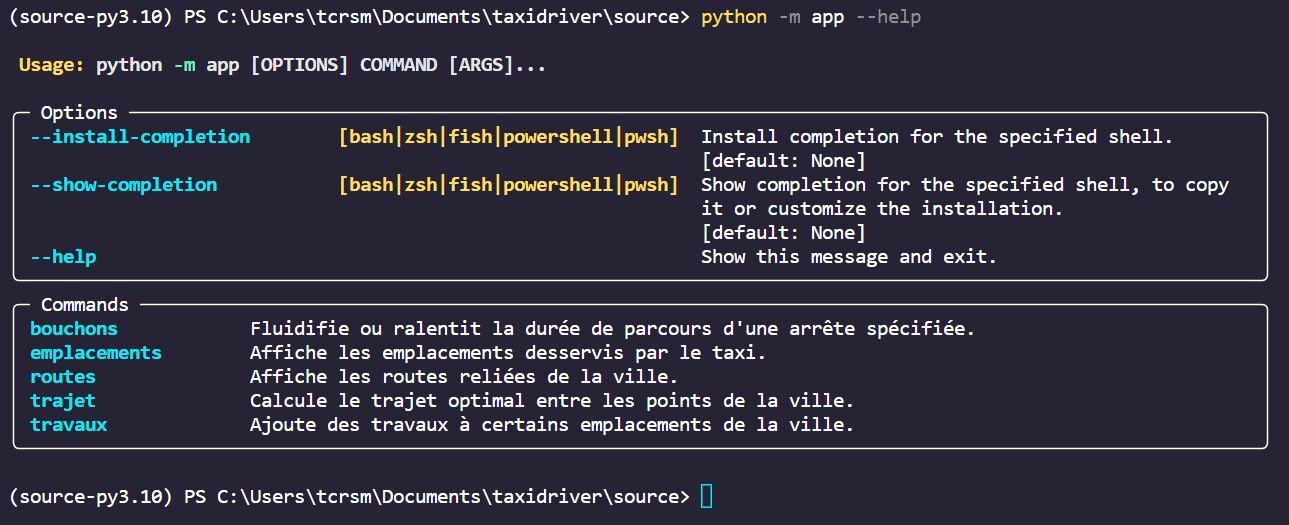 (source-py3.10) PS C:\Users\tcrsm\Documents\taxidriver\source> python -m app --help
Usage: python -m app [OPTIONS] COMMAND [ARGS]...
Options
--install-completion [bash|zsh|fish|powershell|pwsh] Install completion for the specified shell.
[default: None]
--show-completion [bash|zsh|fish|powershell|pwsh] Show completion for the specified shell, to copy
it or customize the installation.
[default: None]
--help Show this message and exit.
Commands
bouchons Fluidifie ou ralentit la durée de parcours d'une arrête spécifiée.
emplacements Affiche les emplacements desservis par le taxi.
routes Affiche les routes reliées de la ville.
trajet Calcule le trajet optimal entre les points de la ville.
travaux Ajoute des travaux à certains emplacements de la ville.
(source-py3.10) PS C:\Users\tcrsm\Documents\taxidriver\source>